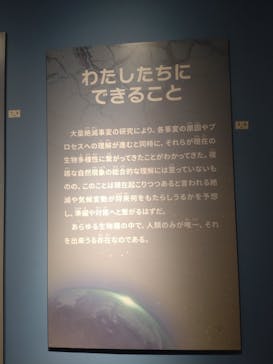 わたしたちに
できること
大量絶滅事変の研究により、各事変の原因やプ
ロセスへの理解が進むと同時に、それらが現在の
生物多様性に繋がってきたことがわかってきた。複
雑な自然現象の総合的な理解には至っていないも
のの、このことは現在起こりつつあると言われる絶
滅や気候変動が将来何をもたらしうるかを予想
し、準備や対策へと繋がるはずだ。
あらゆる生物種の中で、人類のみが唯一、それ
を出来うる存在なのである。